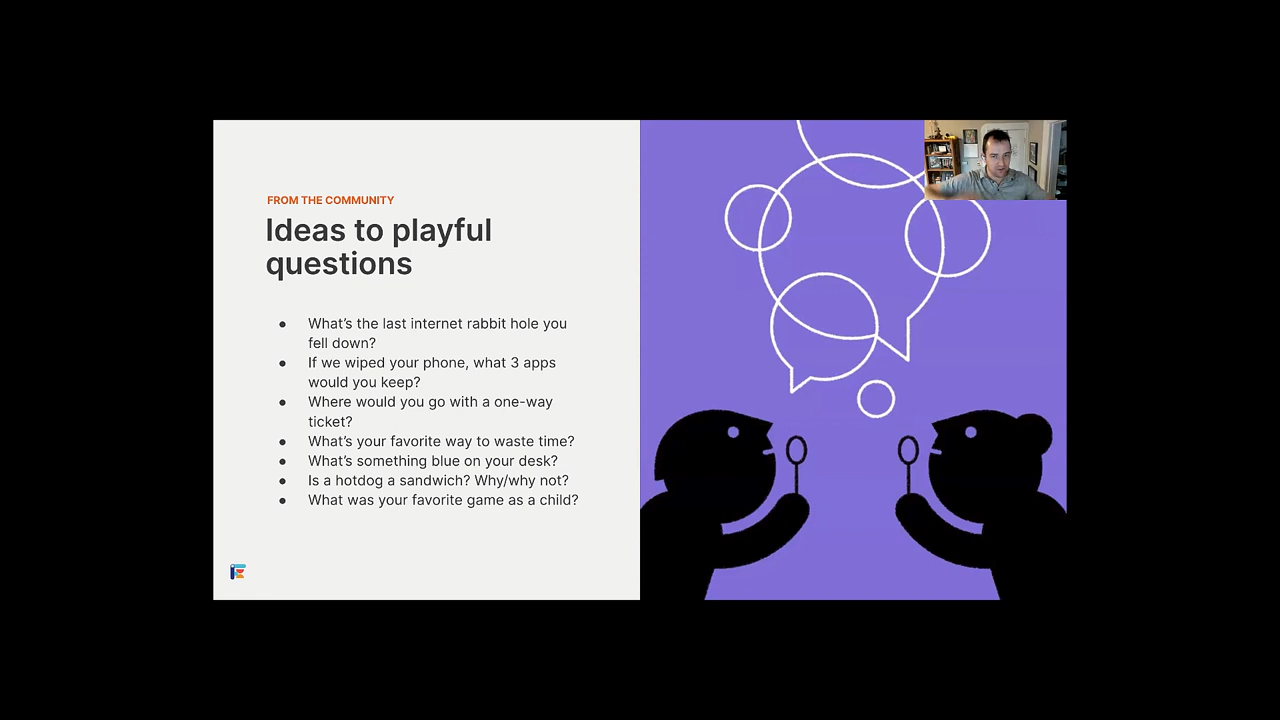 FROM THE COMMUNITY
Ideas to playful
questions
● What's the last internet rabbit hole you
fell down?
● If we wiped your phone, what 3 apps
would you keep?
● Where would you go with a one-way
ticket?
● What's your favorite way to waste time?
● What's something blue on your desk?
● Is a hotdog a sandwich? Why/why not?
● What was your favorite game as a child?